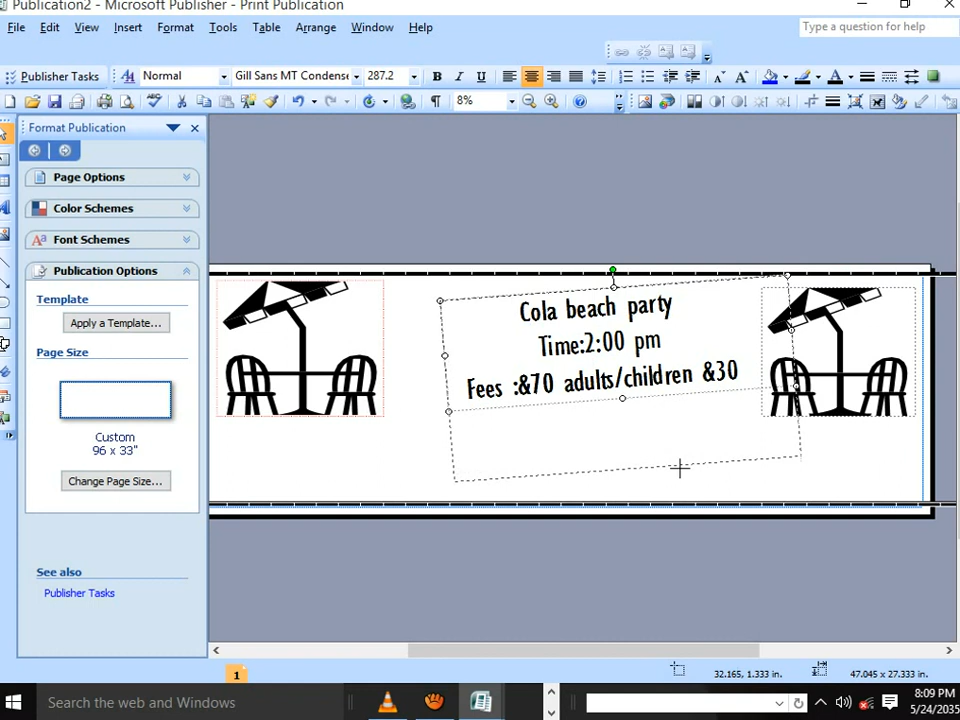 Publication2 - Microsoft Publisher - Print Publication
File Edit View Insert Format Tools Table Arrange Window Help
Type a question for help
Publisher Tasks Normal Gill Sans MT Condense 287.2 B I U
8%
Format Publication
Page Options
Color Schemes
Font Schemes
Publication Options
Template
Apply a Template...
Page Size
Custom
96 x 33"
Change Page Size...
See also
Publisher Tasks
Cola beach party
Time:2:00 pm
Fees :&70 adults/children &30
1
32.165, 1.333 in.
47.045 x 27.333 in.
Search the web and Windows
8:09 PM
5/24/2035